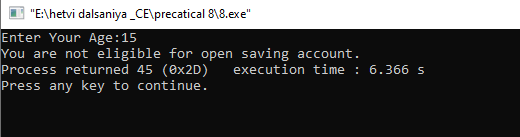 "E:\hetvi dalsaniya _CE\precatical 8\8.exe"
Enter Your Age:15
You are not eligible for open saving account.
Process returned 45 (0x2D)   execution time : 6.366 s
Press any key to continue.